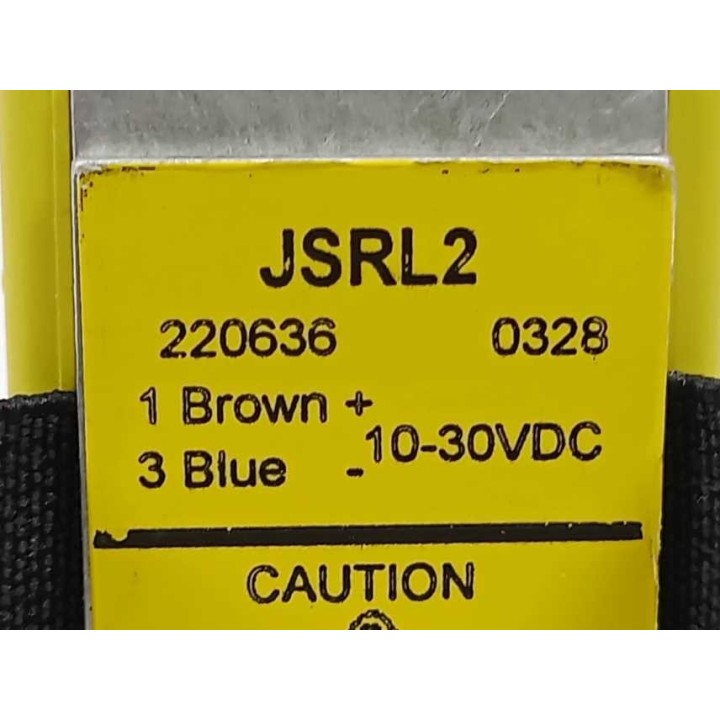 JSRL2
220636 0328
1 Brown +
10-30VDC
3 Blue -
CAUTION